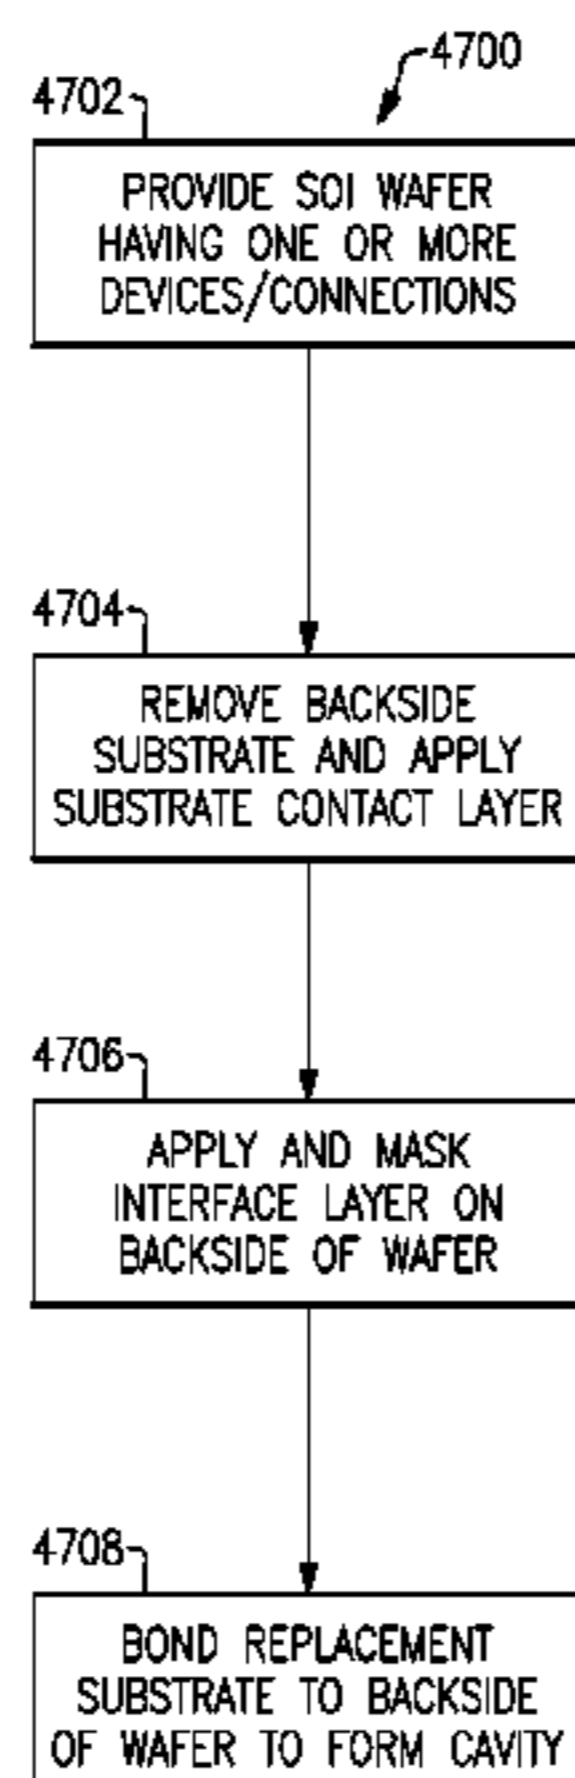 4700
4702
PROVIDE SOI WAFER
HAVING ONE OR MORE
DEVICES/CONNECTIONS
4704
REMOVE BACKSIDE
SUBSTRATE AND APPLY
SUBSTRATE CONTACT LAYER
4706
APPLY AND MASK
INTERFACE LAYER ON
BACKSIDE OF WAFER
4708
BOND REPLACEMENT
SUBSTRATE TO BACKSIDE
OF WAFER TO FORM CAVITY